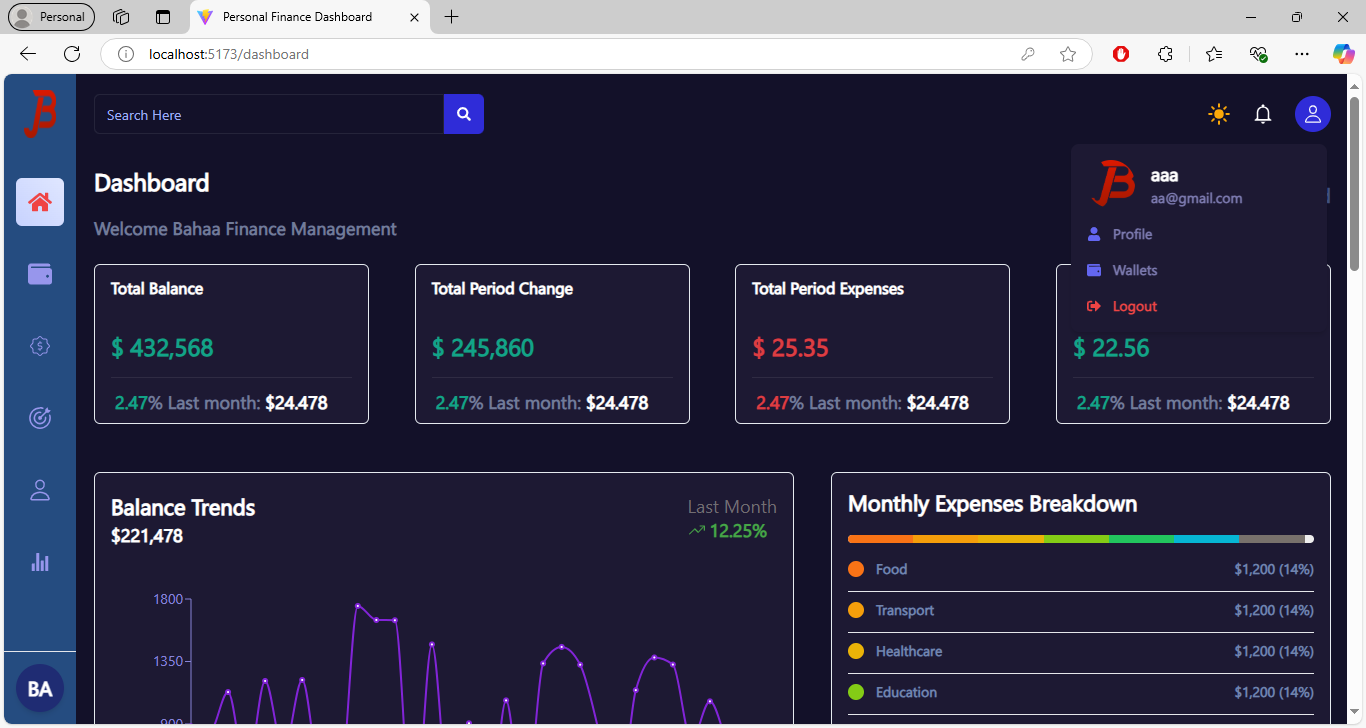 Personal
Personal Finance Dashboard
localhost:5173/dashboard
Search Here
Dashboard
Welcome Bahaa Finance Management
aaa
aa@gmail.com
Profile
Wallets
Logout
Total Balance
$ 432,568
2.47% Last month: $24.478
Total Period Change
$ 245,860
2.47% Last month: $24.478
Total Period Expenses
$ 25.35
2.47% Last month: $24.478
$ 22.56
2.47% Last month: $24.478
Balance Trends
$221,478
Last Month
12.25%
1800
1350
900
Monthly Expenses Breakdown
Food $1,200 (14%)
Transport $1,200 (14%)
Healthcare $1,200 (14%)
Education $1,200 (14%)
BA